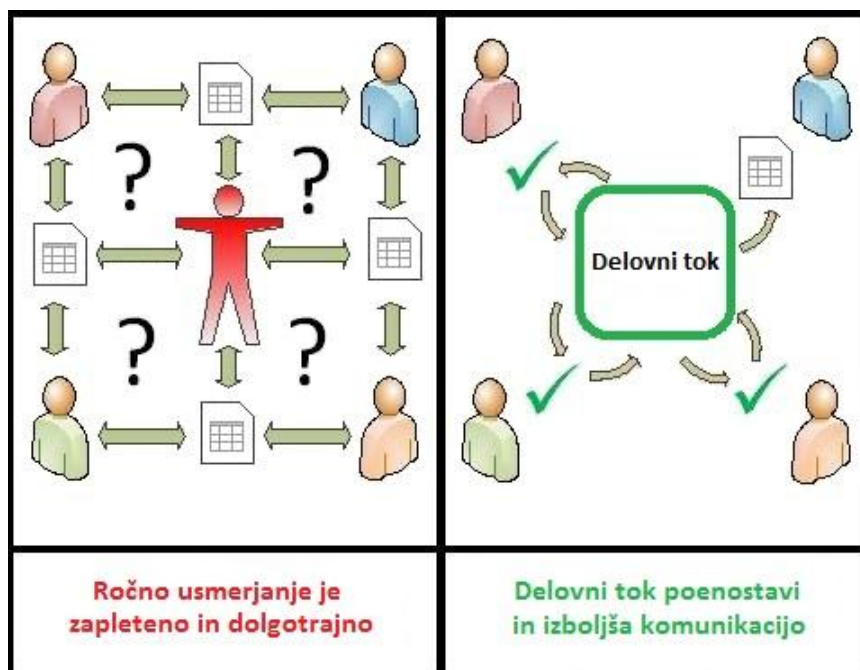 ?
?
?
?
Delovni tok
Ročno usmerjanje je
zapleteno in dolgotrajno
Delovni tok poenostavi
in izboljša komunikacijo